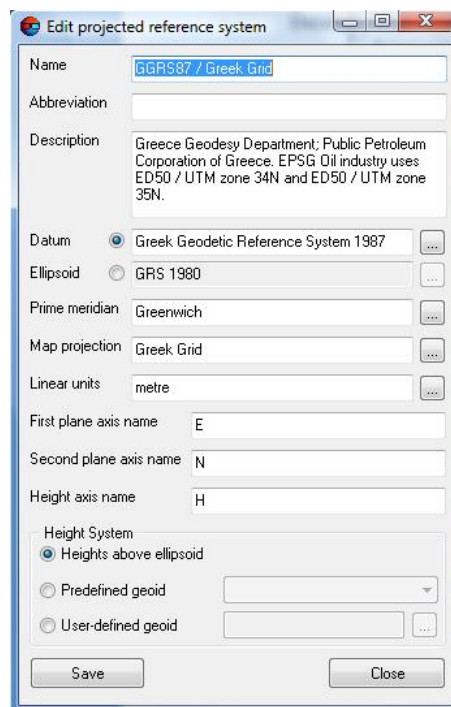 Edit projected reference system
Name
GGRS87 / Greek Grid
Abbreviation
Description
Greece Geodesy Department; Public Petroleum
Corporation of Greece. EPSG Oil industry uses
ED50 / UTM zone 34N and ED50 / UTM zone
35N.
Datum
Greek Geodetic Reference System 1987
...
Ellipsoid
GRS 1980
...
Prime meridian
Greenwich
...
Map projection
Greek Grid
...
Linear units
metre
...
First plane axis name
E
Second plane axis name
N
Height axis name
H
Height System
Heights above ellipsoid
Predefined geoid
User-defined geoid
...
Save
Close